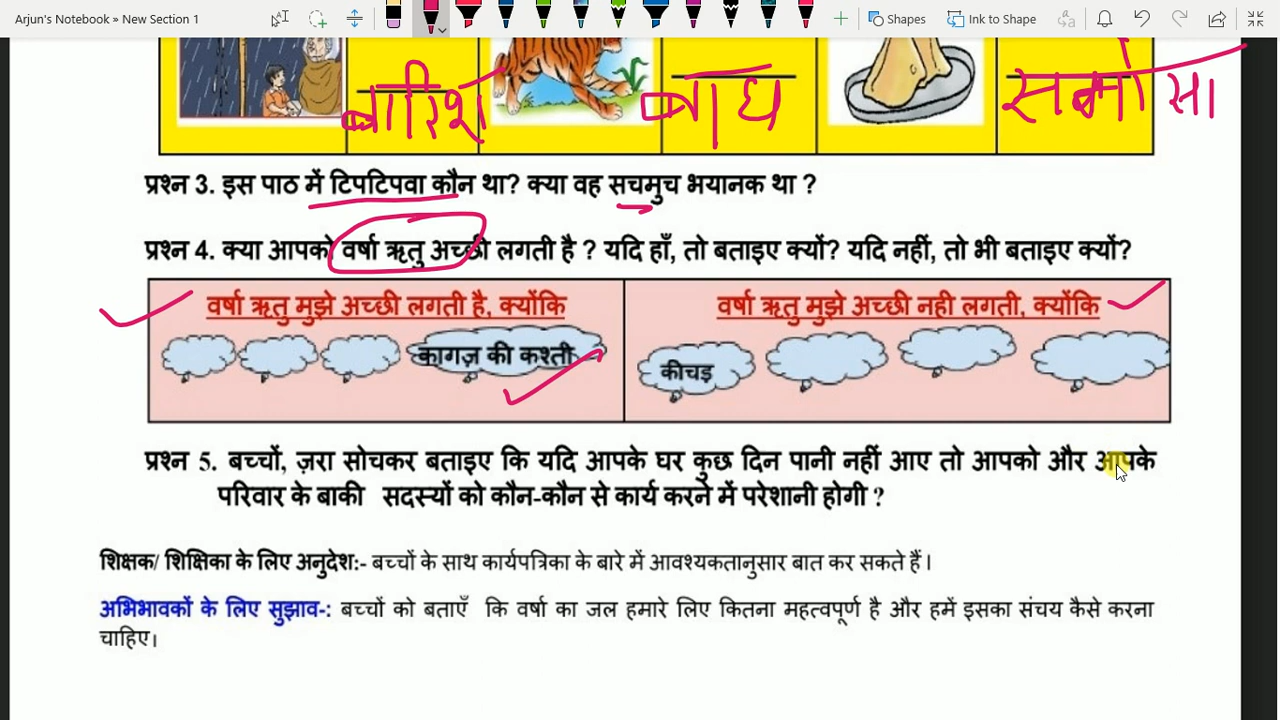 Arjun's Notebook » New Section 1
Shapes
Ink to Shape
बारिश
बाघ
समोसा
प्रश्न 3. इस पाठ में टिपटिपवा कौन था? क्या वह सचमुच भयानक था ?
प्रश्न 4. क्या आपको वर्षा ऋतु अच्छी लगती है ? यदि हाँ, तो बताइए क्यों? यदि नहीं, तो भी बताइए क्यों?
वर्षा ऋतु मुझे अच्छी लगती है, क्योंकि
वर्षा ऋतु मुझे अच्छी नही लगती, क्योंकि
कागज़ की कश्ती
कीचड़
प्रश्न 5. बच्चों, ज़रा सोचकर बताइए कि यदि आपके घर कुछ दिन पानी नहीं आए तो आपको और आपके
परिवार के बाकी सदस्यों को कौन-कौन से कार्य करने में परेशानी होगी ?
शिक्षक/ शिक्षिका के लिए अनुदेश:- बच्चों के साथ कार्यपत्रिका के बारे में आवश्यकतानुसार बात कर सकते हैं।
अभिभावकों के लिए सुझाव-: बच्चों को बताएँ कि वर्षा का जल हमारे लिए कितना महत्वपूर्ण है और हमें इसका संचय कैसे करना
चाहिए।